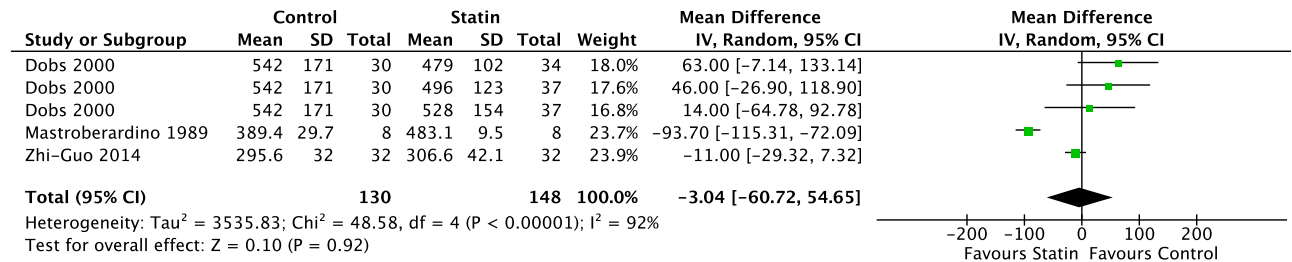 Control Statin Mean Difference Mean Difference
Study or Subgroup Mean SD Total Mean SD Total Weight IV, Random, 95% CI IV, Random, 95% CI
Dobs 2000 542 171 30 479 102 34 18.0% 63.00 [-7.14, 133.14]
Dobs 2000 542 171 30 496 123 37 17.6% 46.00 [-26.90, 118.90]
Dobs 2000 542 171 30 528 154 37 16.8% 14.00 [-64.78, 92.78]
Mastroberardino 1989 389.4 29.7 8 483.1 9.5 8 23.7% -93.70 [-115.31, -72.09]
Zhi-Guo 2014 295.6 32 32 306.6 42.1 32 23.9% -11.00 [-29.32, 7.32]
Total (95% CI) 130 148 100.0% -3.04 [-60.72, 54.65]
Heterogeneity: Tau² = 3535.83; Chi² = 48.58, df = 4 (P < 0.00001); I² = 92%
Test for overall effect: Z = 0.10 (P = 0.92)
-200 -100 0 100 200
Favours Statin Favours Control